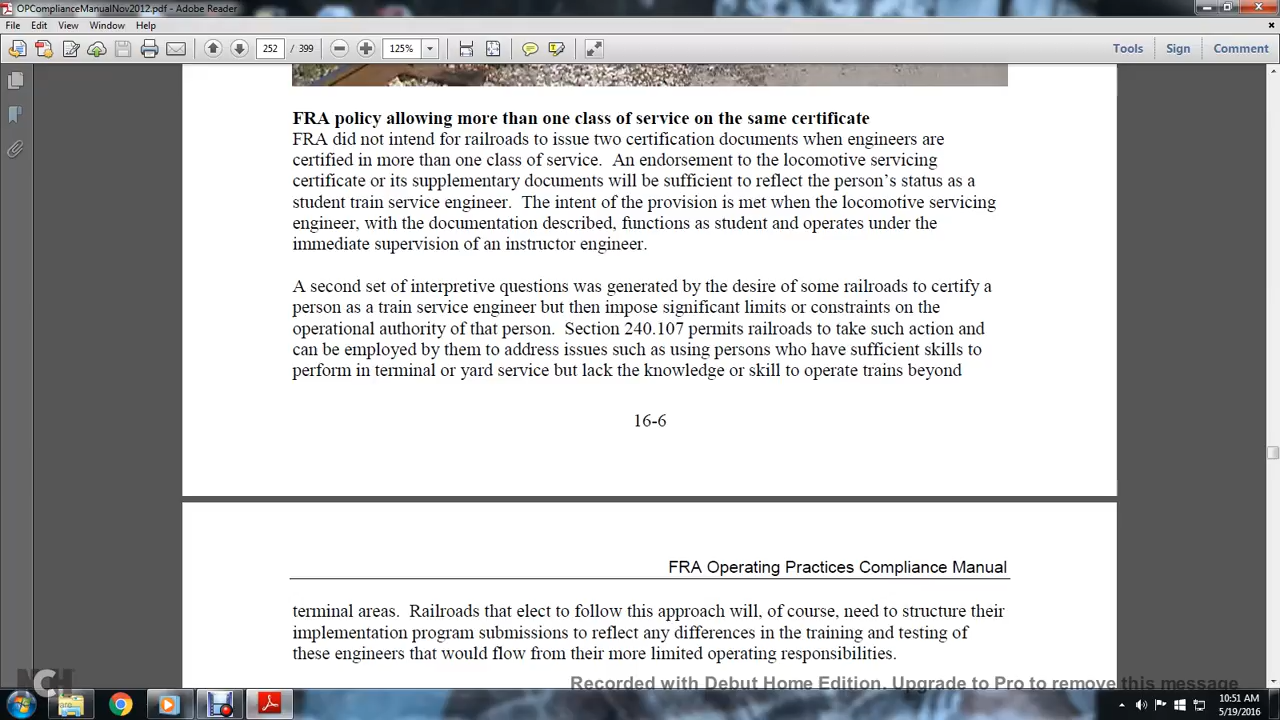 OPComplianceManualNov2012.pdf - Adobe Reader
File Edit View Window Help
252 / 399 125% Tools Sign Comment
FRA policy allowing more than one class of service on the same certificate
FRA did not intend for railroads to issue two certification documents when engineers are
certified in more than one class of service. An endorsement to the locomotive servicing
certificate or its supplementary documents will be sufficient to reflect the person’s status as a
student train service engineer. The intent of the provision is met when the locomotive servicing
engineer, with the documentation described, functions as student and operates under the
immediate supervision of an instructor engineer.
A second set of interpretive questions was generated by the desire of some railroads to certify a
person as a train service engineer but then impose significant limits or constraints on the
operational authority of that person. Section 240.107 permits railroads to take such action and
can be employed by them to address issues such as using persons who have sufficient skills to
perform in terminal or yard service but lack the knowledge or skill to operate trains beyond
16-6
FRA Operating Practices Compliance Manual
terminal areas. Railroads that elect to follow this approach will, of course, need to structure their
implementation program submissions to reflect any differences in the training and testing of
these engineers that would flow from their more limited operating responsibilities.
Recorded with Debut Home Edition. Upgrade to Pro to remove this message
NCH
10:51 AM
5/19/2016